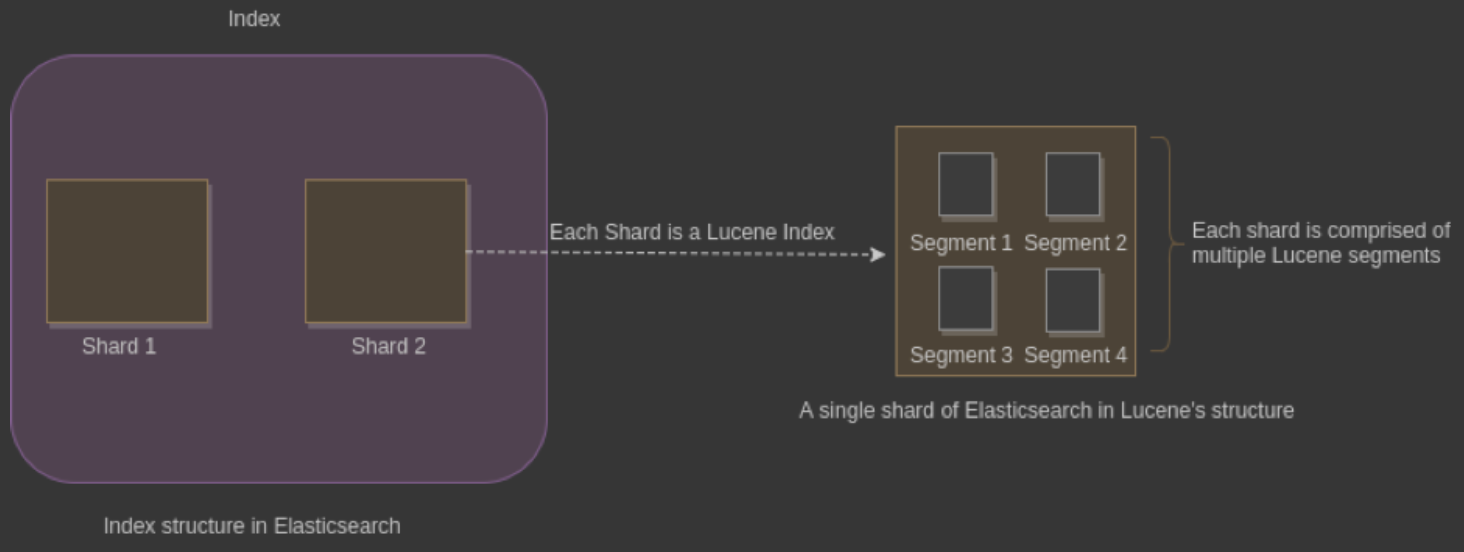 Index
Shard 1
Shard 2
Index structure in Elasticsearch
Each Shard is a Lucene Index
Segment 1
Segment 2
Segment 3
Segment 4
A single shard of Elasticsearch in Lucene's structure
Each shard is comprised of
multiple Lucene segments